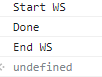 Start WS
Done
End WS
undefined